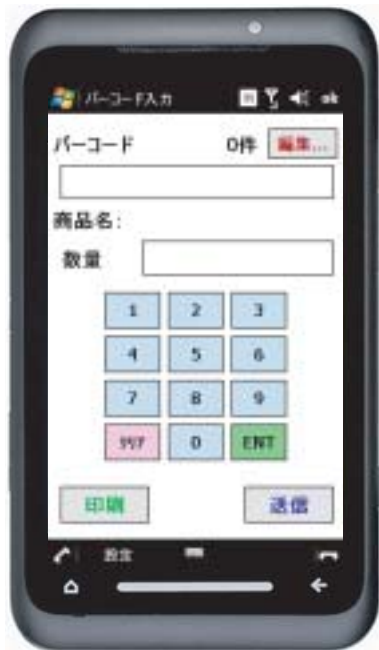 バーコード入力 ok
バーコード 0件 編集...
商品名:
数量
1 2 3
4 5 6
7 8 9
クリア 0 ENT
印刷 送信
設定